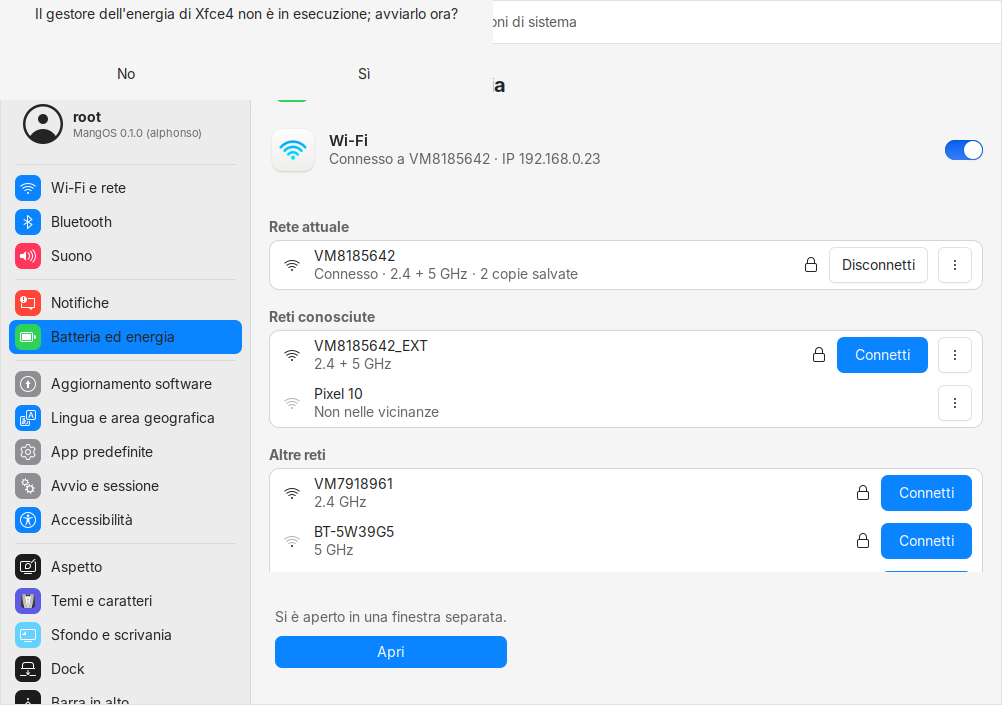 Il gestore dell'energia di Xfce4 non è in esecuzione; avviarlo ora?
No
Sì
di sistema
root
MangOS 0.1.0 (alphonso)
Wi-Fi e rete
Bluetooth
Suono
Notifiche
Batteria ed energia
Aggiornamento software
Lingua e area geografica
App predefinite
Avvio e sessione
Accessibilità
Aspetto
Temi e caratteri
Sfondo e scrivania
Dock
Barra in alto
Wi-Fi
Connesso a VM8185642 · IP 192.168.0.23
Rete attuale
VM8185642
Connesso · 2.4 + 5 GHz · 2 copie salvate
Disconnetti
Reti conosciute
VM8185642_EXT
2.4 + 5 GHz
Connetti
Pixel 10
Non nelle vicinanze
Altre reti
VM7918961
2.4 GHz
Connetti
BT-5W39G5
5 GHz
Connetti
Si è aperto in una finestra separata.
Apri